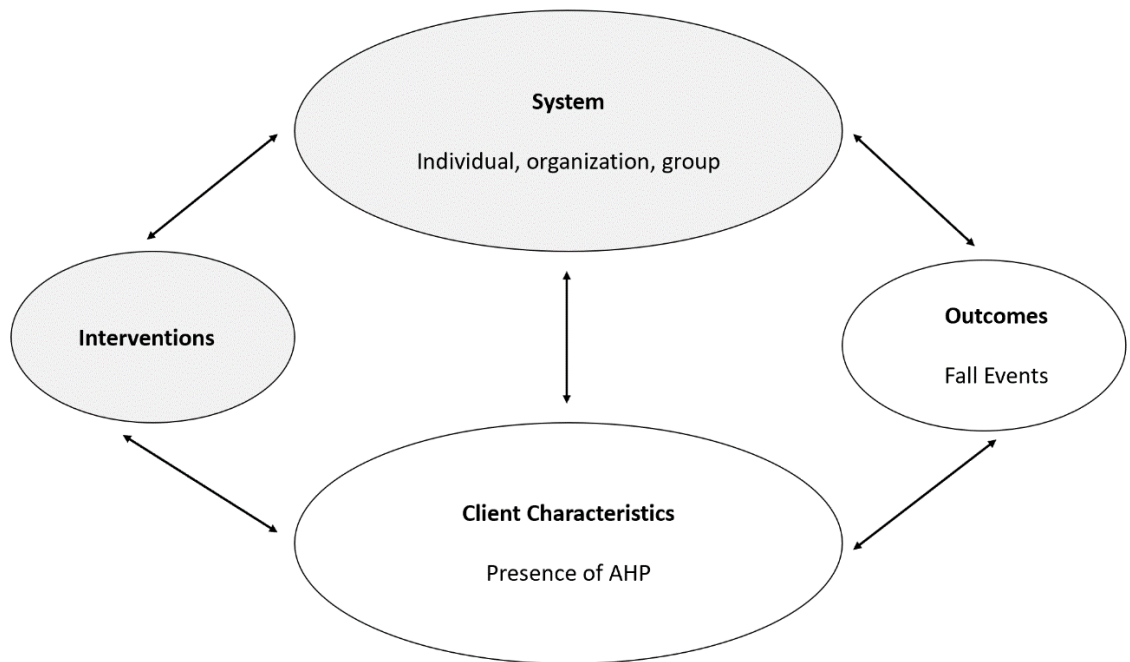 System
Individual, organization, group
Interventions
Outcomes
Fall Events
Client Characteristics
Presence of AHP